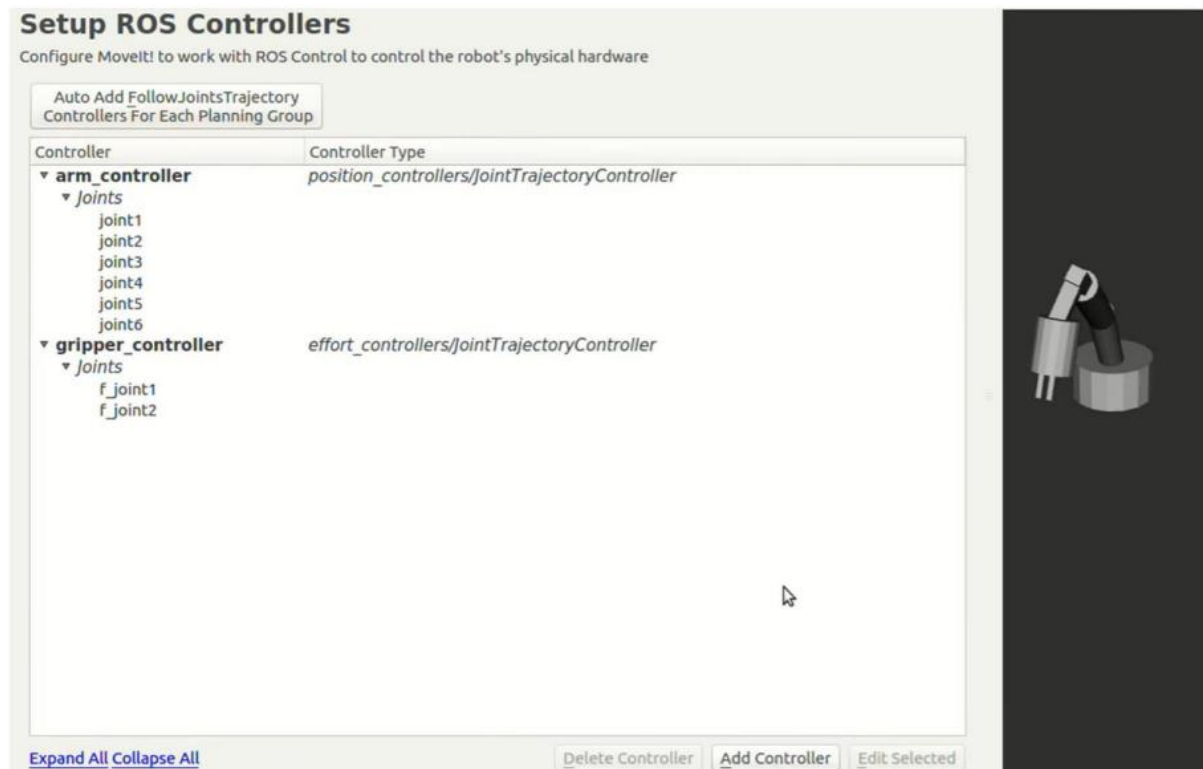 Setup ROS Controllers
Configure MoveIt! to work with ROS Control to control the robot's physical hardware
Auto Add FollowJointsTrajectory
Controllers For Each Planning Group
Controller Controller Type
arm_controller position_controllers/JointTrajectoryController
Joints
joint1
joint2
joint3
joint4
joint5
joint6
gripper_controller effort_controllers/JointTrajectoryController
Joints
f_joint1
f_joint2
Expand All Collapse All Delete Controller Add Controller Edit Selected